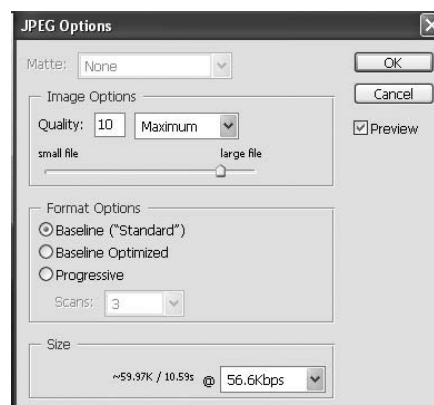 JPEG Options
Matte: None
OK
Image Options
Cancel
Quality: 10 Maximum
Preview
small file large file
Format Options
Baseline ("Standard")
Baseline Optimized
Progressive
Scans: 3
Size
~59.97K / 10.59s @ 56.6Kbps